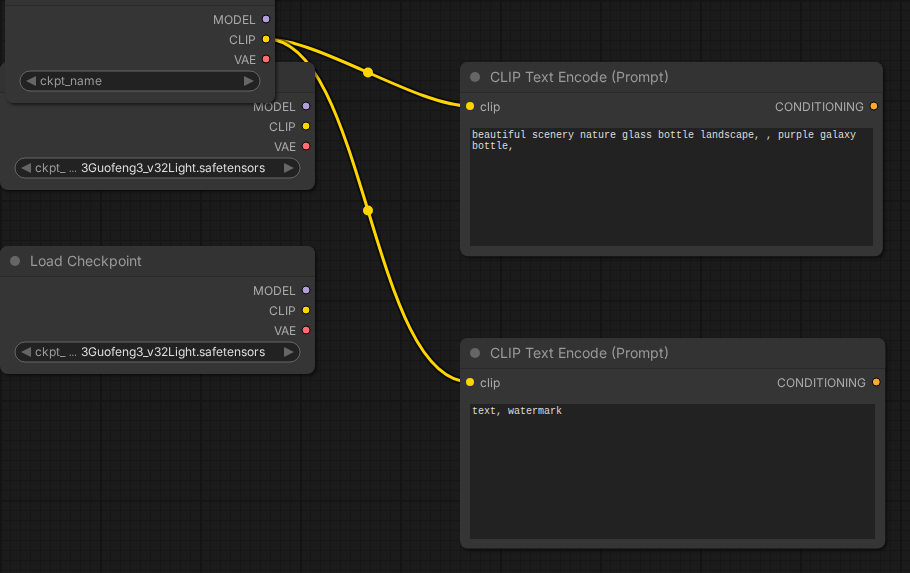 MODEL
CLIP
VAE
ckpt_name
MODEL
CLIP
VAE
ckpt_ ... 3Guofeng3_v32Light.safetensors
Load Checkpoint
MODEL
CLIP
VAE
ckpt_ ... 3Guofeng3_v32Light.safetensors
CLIP Text Encode (Prompt)
clip CONDITIONING
beautiful scenery nature glass bottle landscape, , purple galaxy
bottle,
CLIP Text Encode (Prompt)
clip CONDITIONING
text, watermark